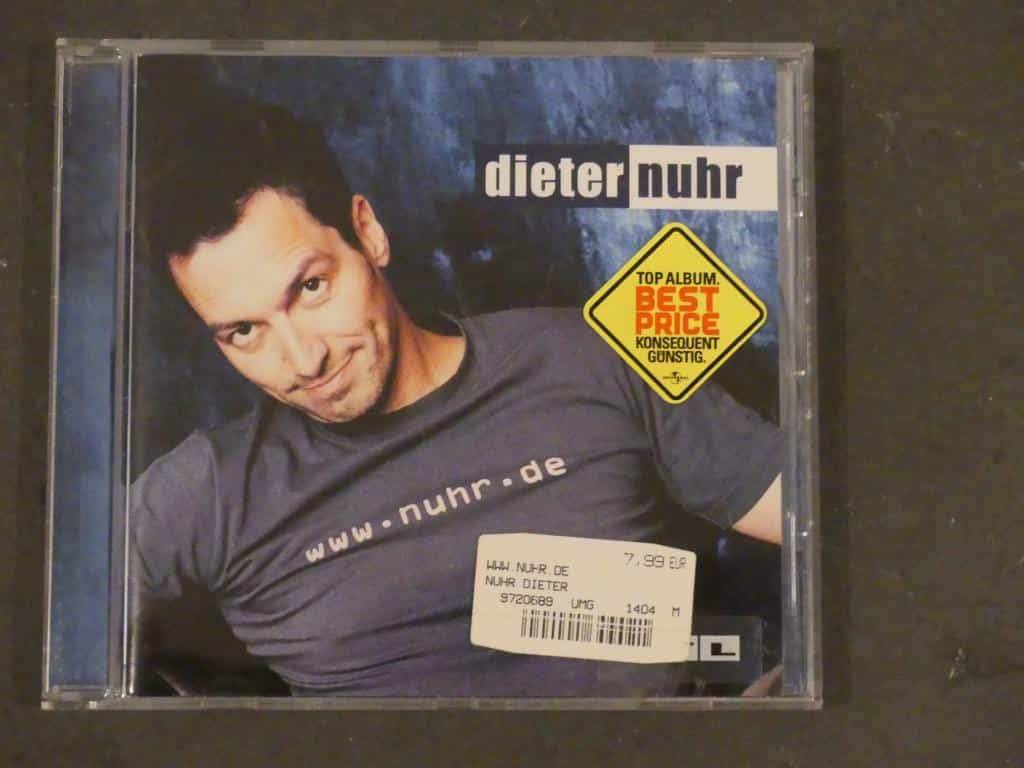 dieter nuhr
TOP ALBUM.
BEST
PRICE
KONSEQUENT
GÜNSTIG.
www.nuhr.de
7,99 EUR
WWW.NUHR.DE
NUHR DIETER
9720689 UMG 1404 M
L